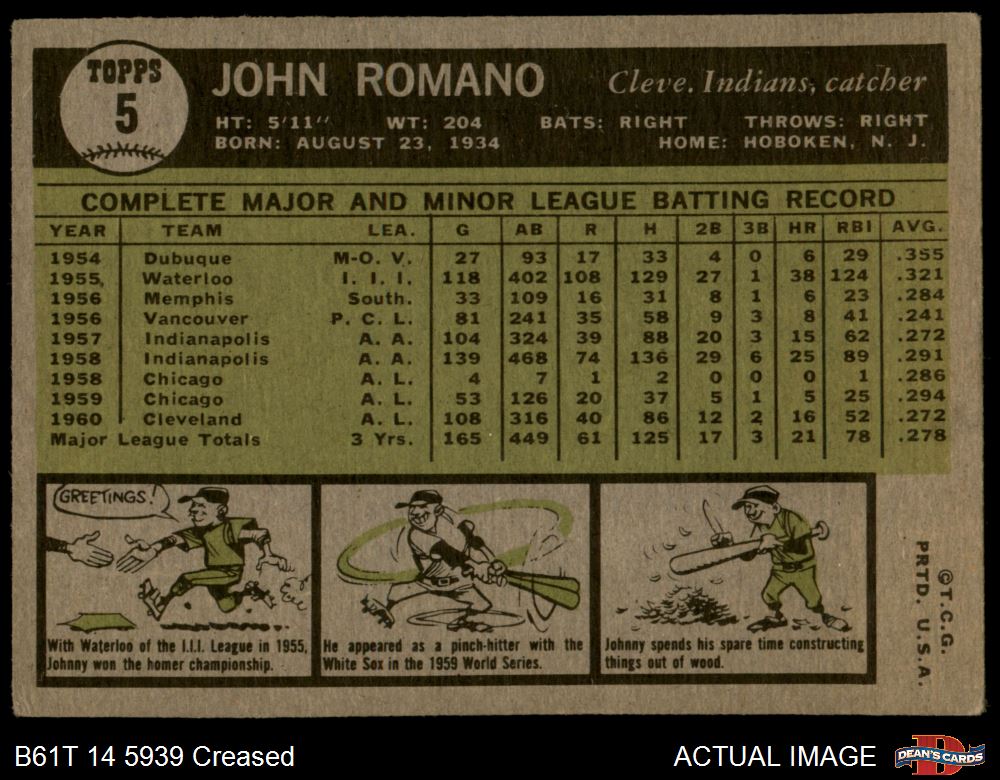 TOPPS
5
JOHN ROMANO Cleve. Indians, catcher
HT: 5'11" WT: 204 BATS: RIGHT THROWS: RIGHT
BORN: AUGUST 23, 1934 HOME: HOBOKEN, N. J.
COMPLETE MAJOR AND MINOR LEAGUE BATTING RECORD
YEAR TEAM LEA. G AB R H 2B 3B HR RBI AVG.
1954 Dubuque M-O. V. 27 93 17 33 4 0 6 29 .355
1955 Waterloo I. I. I. 118 402 108 129 27 1 38 124 .321
1956 Memphis South. 33 109 16 31 8 1 6 23 .284
1956 Vancouver P. C. L. 81 241 35 58 9 3 8 41 .241
1957 Indianapolis A. A. 104 324 39 88 20 3 15 62 .272
1958 Indianapolis A. A. 139 468 74 136 29 6 25 89 .291
1958 Chicago A. L. 4 7 1 2 0 0 0 1 .286
1959 Chicago A. L. 53 126 20 37 5 1 5 25 .294
1960 Cleveland A. L. 108 316 40 86 12 2 16 52 .272
Major League Totals 3 Yrs. 165 449 61 125 17 3 21 78 .278
GREETINGS!
With Waterloo of the I.I.I. League in 1955,
Johnny won the homer championship.
He appeared as a pinch-hitter with the
White Sox in the 1959 World Series.
Johnny spends his spare time constructing
things out of wood.
©T.C.G.
PRTD. U.S.A.
B61T 14 5939 Creased
ACTUAL IMAGE
DEAN'S CARDS